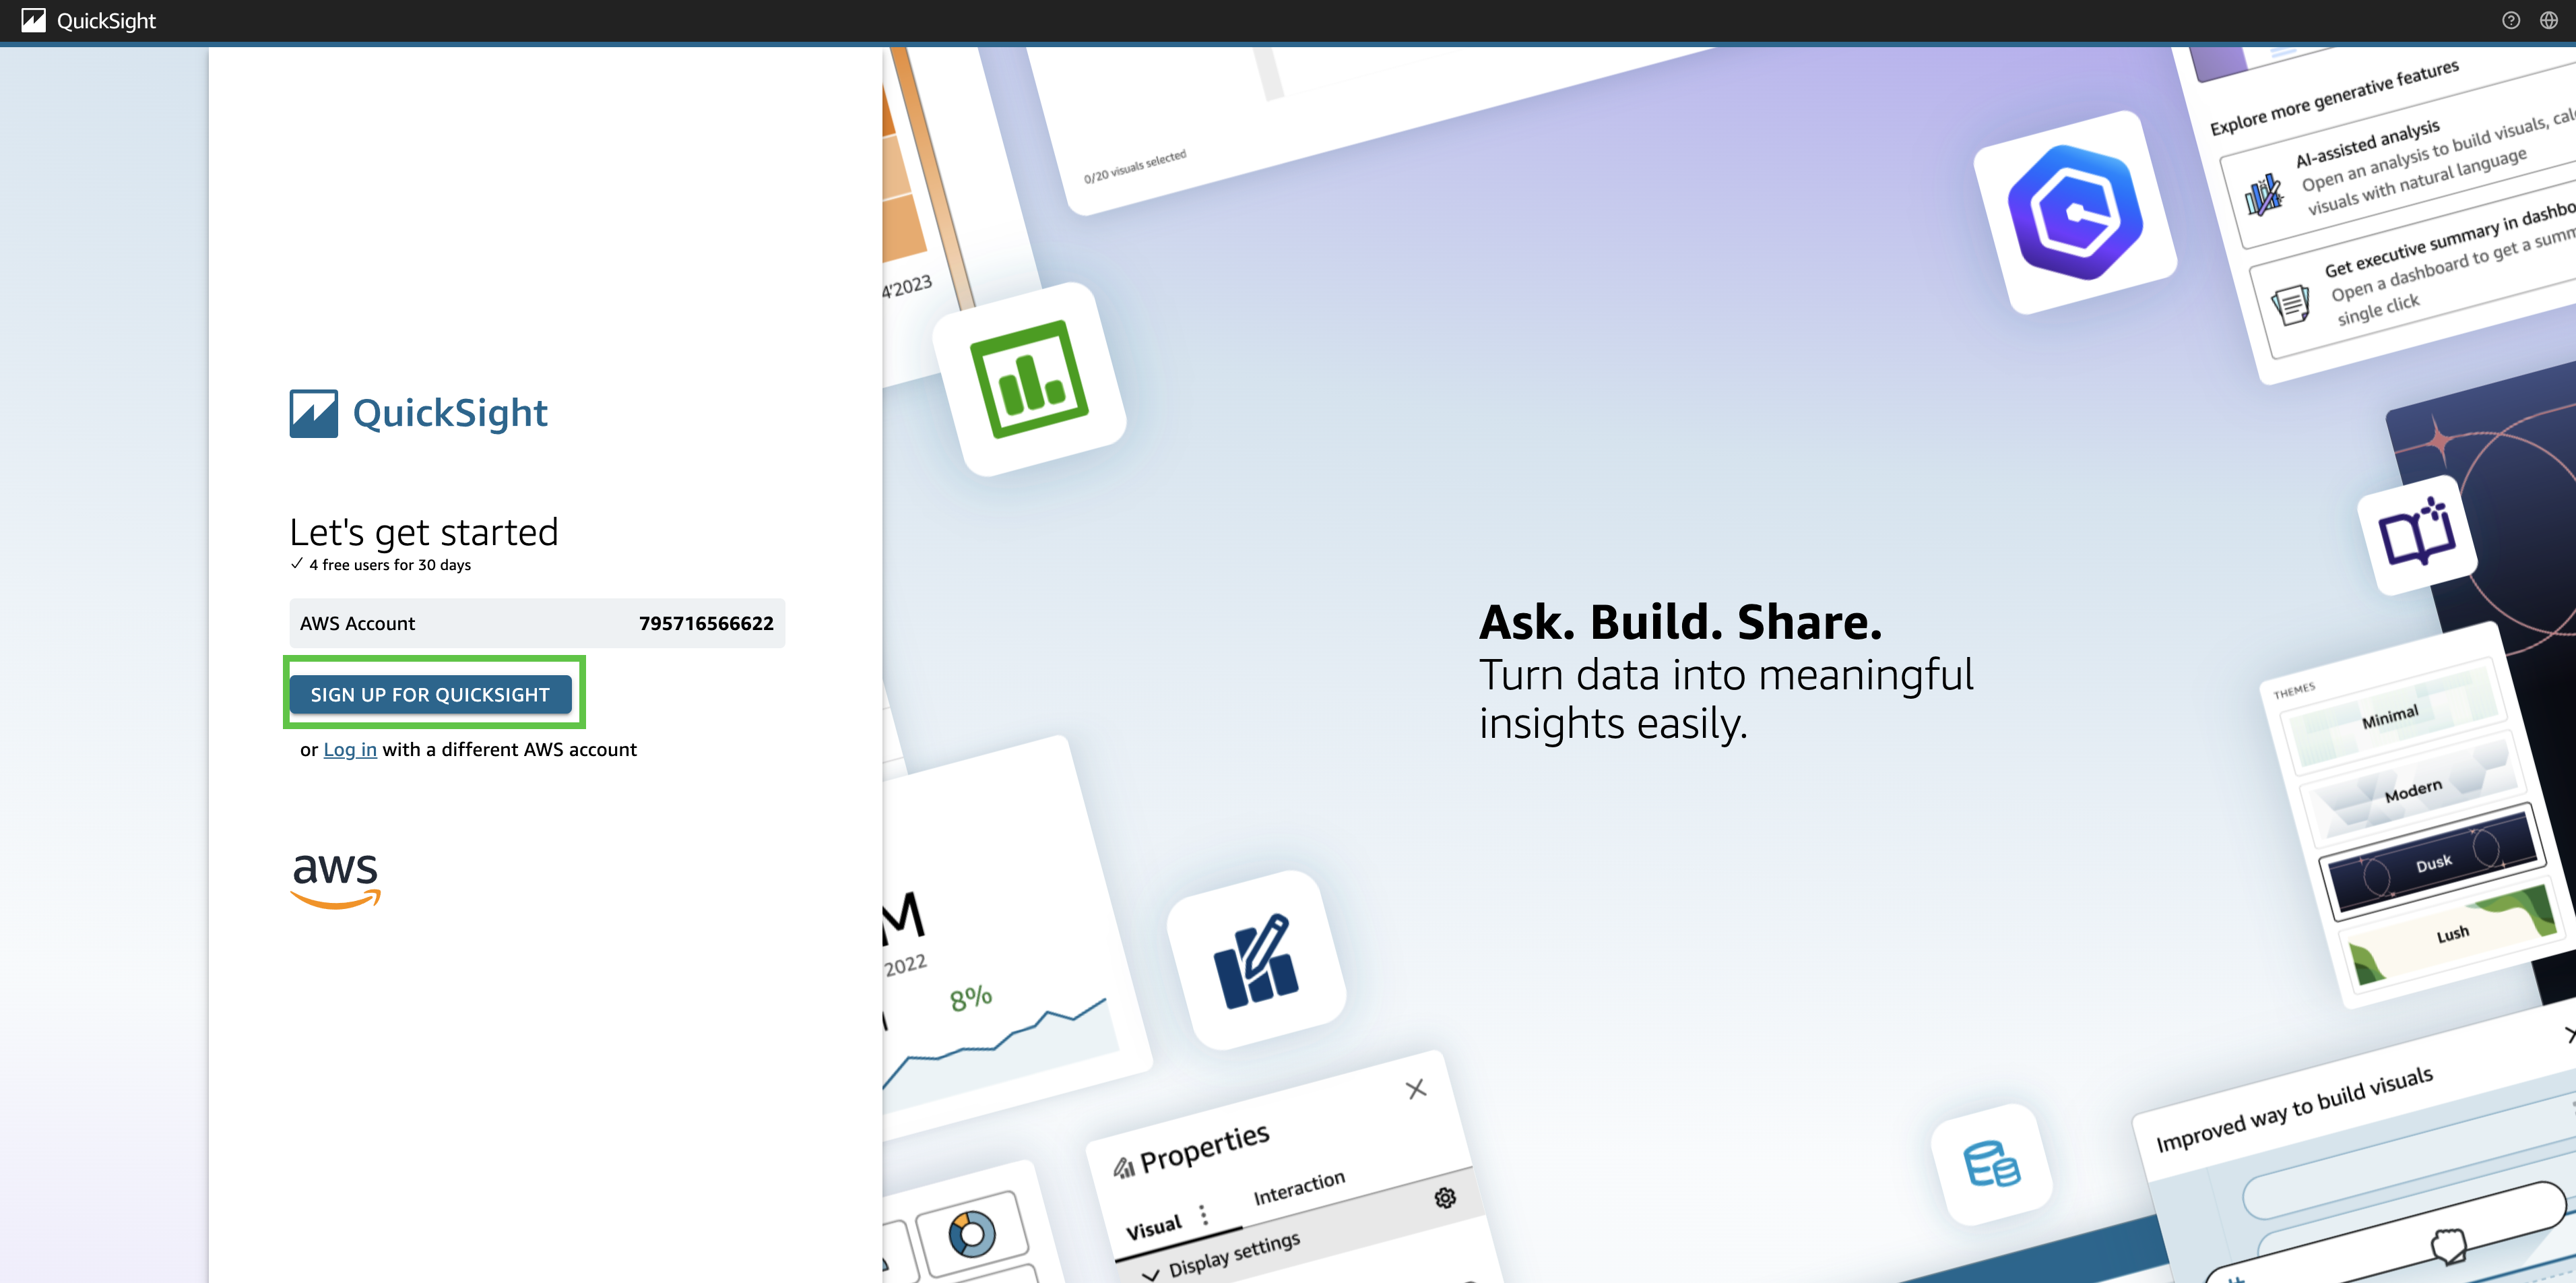 QuickSight
QuickSight
Let's get started
4 free users for 30 days
AWS Account 795716566622
SIGN UP FOR QUICKSIGHT
or Log in with a different AWS account
aws
4'2023
0/20 visuals selected
Explore more generative features
AI-assisted analysis
Open an analysis to build visuals, calc
visuals with natural language
Get executive summary in dashbo
Open a dashboard to get a summ
single click
Ask. Build. Share.
Turn data into meaningful
insights easily.
THEMES
Minimal
Modern
Dusk
Lush
M
2022
8%
Properties
Visual
Interaction
Display settings
Improved way to build visuals